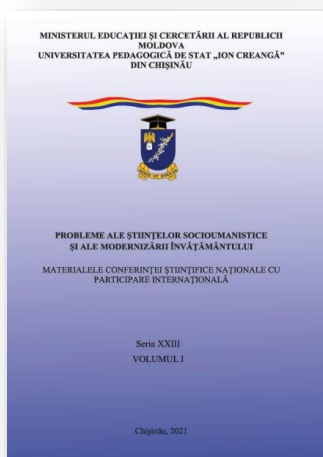 MINISTERUL EDUCAȚIEI ȘI CERCETĂRII AL REPUBLICII
MOLDOVA
UNIVERSITATEA PEDAGOGICĂ DE STAT „ION CREANGĂ”
DIN CHIȘINĂU
PROBLEME ALE ȘTIINȚELOR SOCIOUMANISTICE
ȘI ALE MODERNIZĂRII ÎNVĂȚĂMÂNTULUI
MATERIALELE CONFERINȚEI ȘTIINȚIFICE NAȚIONALE CU
PARTICIPARE INTERNAȚIONALĂ
Seria XXIII
VOLUMUL I
Chișinău, 2021